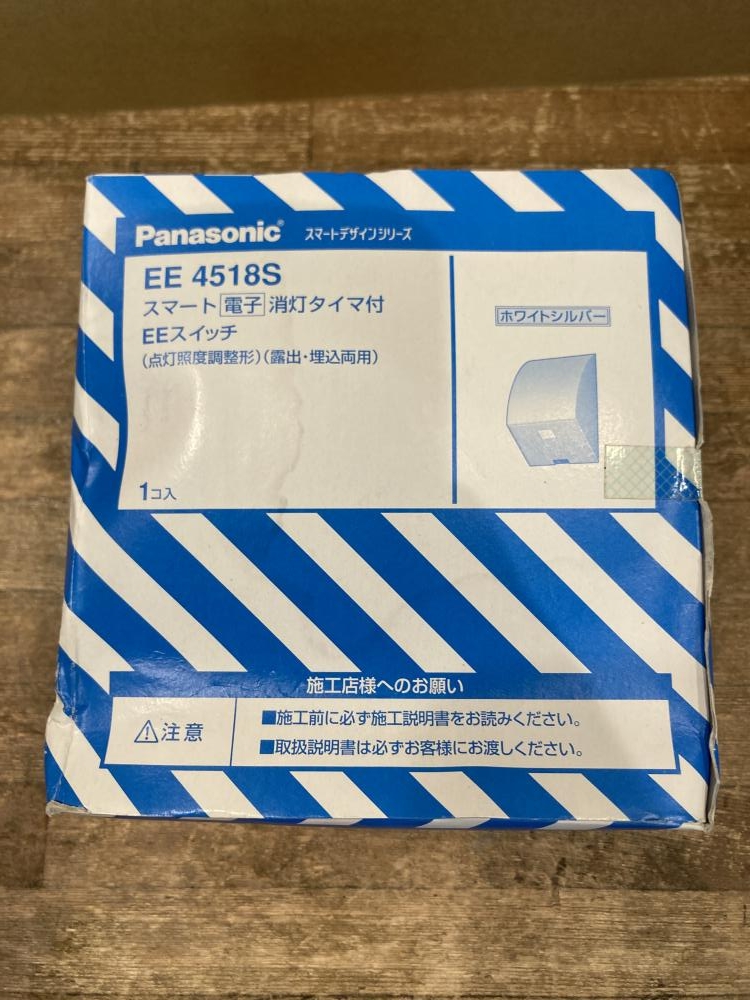 Panasonic® スマートデザインシリーズ
EE 4518S
スマート 電子 消灯タイマ付
EEスイッチ
(点灯照度調整形)(露出・埋込両用)
1コ入
ホワイトシルバー
施工店様へのお願い
⚠注意
■施工前に必ず施工説明書をお読みください。
■取扱説明書は必ずお客様にお渡しください。